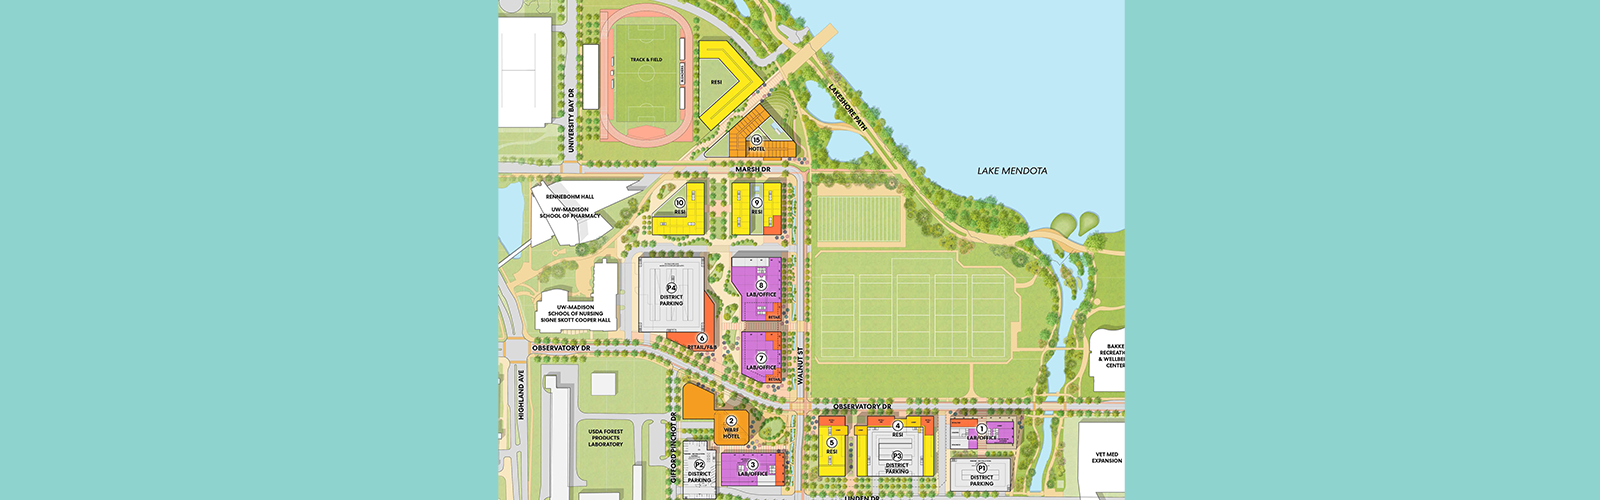 TRACK & FIELD
BLEACHERS
RESI
LAKESHORE PATH
UNIVERSITY BAY DR
15
HOTEL
MARSH DR
LAKE MENDOTA
RENNEBOHM HALL
UW-MADISON
SCHOOL OF PHARMACY
10
RESI
9
RESI
P4
DISTRICT
PARKING
8
LAB/OFFICE
RETAIL
UW-MADISON
SCHOOL OF NURSING
SIGNE SKOTT COOPER HALL
6
RETAIL/F&B
7
LAB/OFFICE
RETAIL
WALNUT ST
OBSERVATORY DR
BAKKE
RECREATI
& WELLBEI
CENTER
HIGHLAND AVE
OBSERVATORY DR
USDA FOREST
PRODUCTS
LABORATORY
GIFFORD PINCHOT DR
2
WARF
HOTEL
5
RESI
4
RESI
P3
DISTRICT
PARKING
1
LAB/OFFICE
P1
DISTRICT
PARKING
VET MED
EXPANSION
P2
DISTRICT
PARKING
3
LAB/OFFICE
LINDEN DR